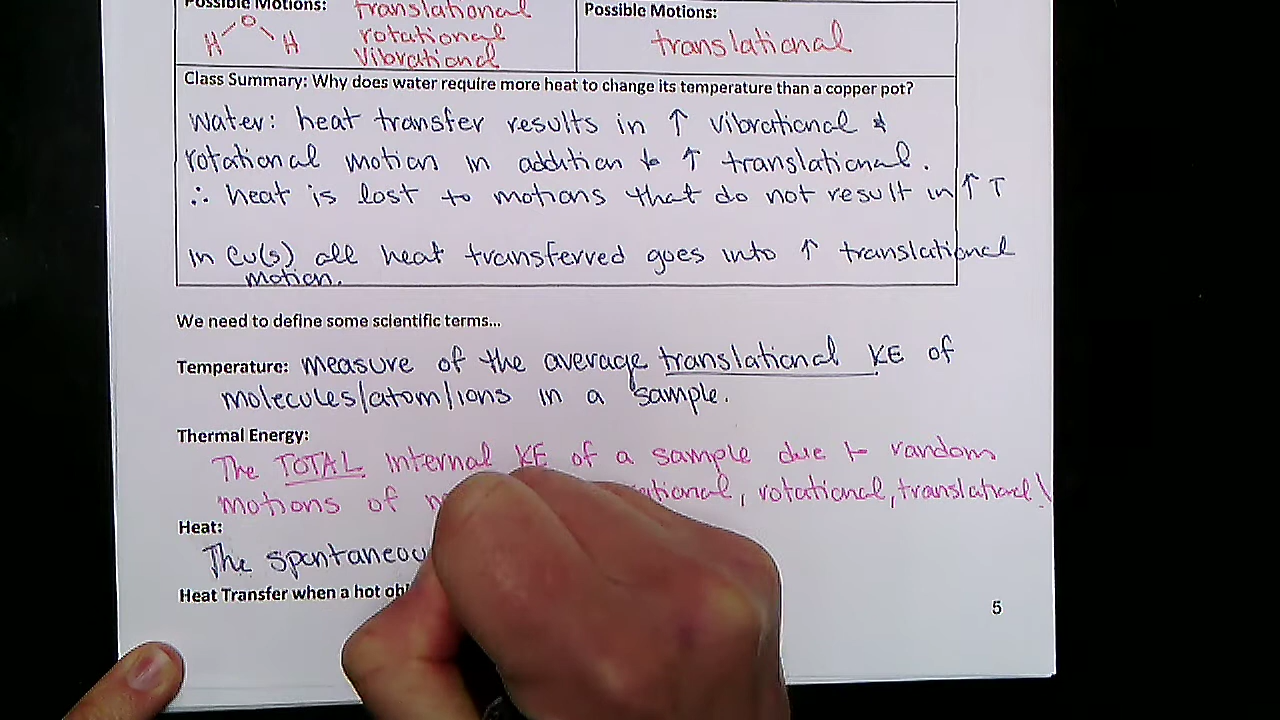 Possible Motions: translational
H O H rotational
Vibrational
Possible Motions:
translational
Class Summary: Why does water require more heat to change its temperature than a copper pot?
Water: heat transfer results in ↑ vibrational &
rotational motion in addition to ↑ translational.
∴ heat is lost to motions that do not result in ↑ T
In Cu(s) all heat transferred goes into ↑ translational
motion.
We need to define some scientific terms...
Temperature: measure of the average translational KE of
molecules/atom/ions in a sample.
Thermal Energy:
The TOTAL internal KE of a sample due to random
motions of rotational, translational!
Heat:
The
Heat Transfer when a hot
5